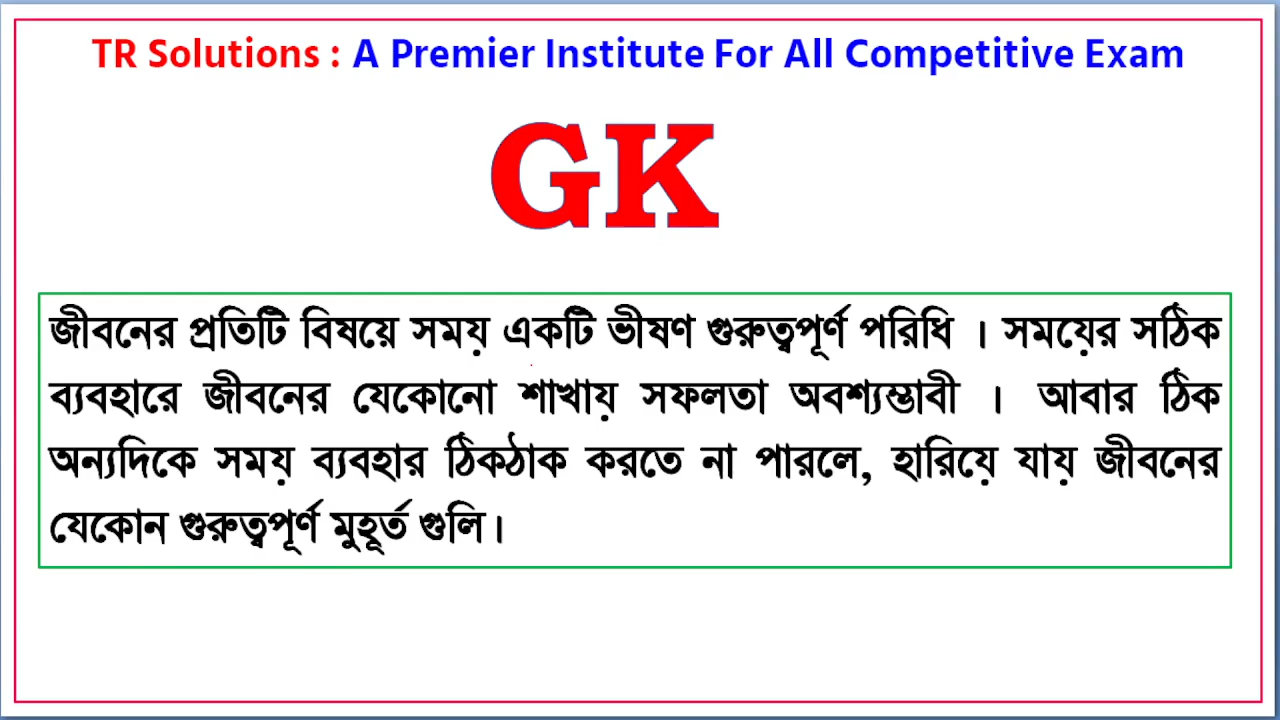 TR Solutions : A Premier Institute For All Competitive Exam
GK
জীবনের প্রতিটি বিষয়ে সময় একটি ভীষণ গুরুত্বপূর্ণ পরিধি । সময়ের সঠিক
ব্যবহারে জীবনের যেকোনো শাখায় সফলতা অবশ্যম্ভাবী । আবার ঠিক
অন্যদিকে সময় ব্যবহার ঠিকঠাক করতে না পারলে, হারিয়ে যায় জীবনের
যেকোন গুরুত্বপূর্ণ মুহূর্ত গুলি।